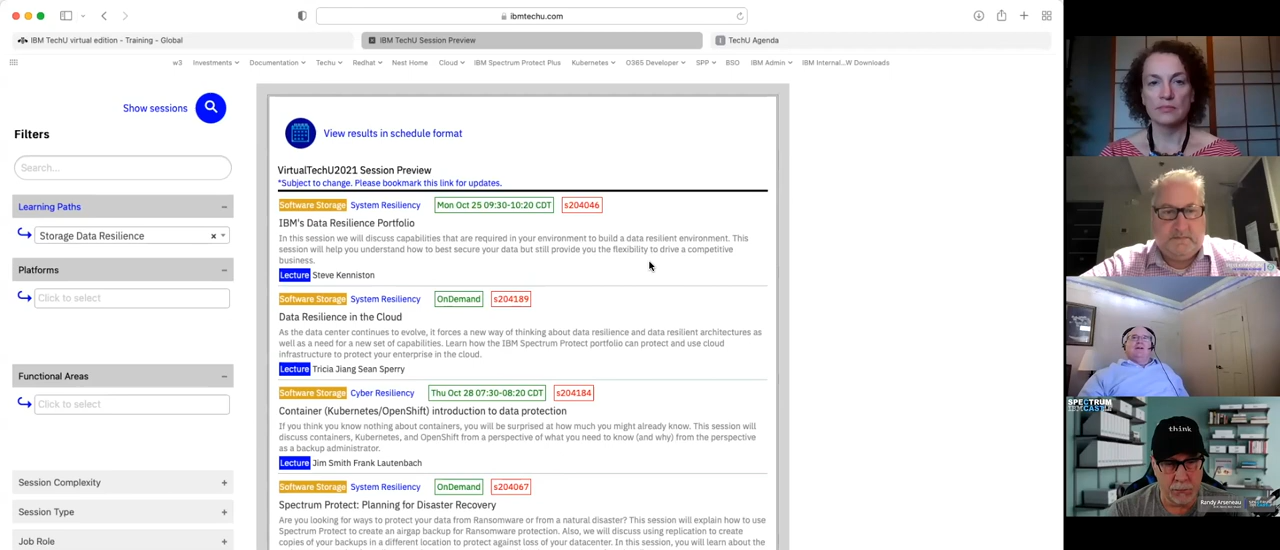 ibmtechu.com
IBM TechU virtual edition - Training - Global
IBM TechU Session Preview
TechU Agenda
w3 Investments Documentation Techu Redhat Nest Home Cloud IBM Spectrum Protect Plus Kubernetes O365 Developer SPP BSO IBM Admin IBM Internal...W Downloads
Show sessions
Filters
Search...
Learning Paths
Storage Data Resilience
Platforms
Click to select
Functional Areas
Click to select
Session Complexity
Session Type
Job Role
View results in schedule format
VirtualTechU2021 Session Preview
*Subject to change. Please bookmark this link for updates.
Software Storage System Resiliency Mon Oct 25 09:30-10:20 CDT s204046
IBM's Data Resilience Portfolio
In this session we will discuss capabilities that are required in your environment to build a data resilient environment. This
session will help you understand how to best secure your data but still provide you the flexibility to drive a competitive
business.
Lecture Steve Kenniston
Software Storage System Resiliency OnDemand s204189
Data Resilience in the Cloud
As the data center continues to evolve, it forces a new way of thinking about data resilience and data resilient architectures as
well as a need for a new set of capabilities. Learn how the IBM Spectrum Protect portfolio can protect and use cloud
infrastructure to protect your enterprise in the cloud.
Lecture Tricia Jiang Sean Sperry
Software Storage Cyber Resiliency Thu Oct 28 07:30-08:20 CDT s204184
Container (Kubernetes/OpenShift) introduction to data protection
If you think you know nothing about containers, you will be surprised at how much you might already know. This session will
discuss containers, Kubernetes, and OpenShift from a perspective of what you need to know (and why) from the perspective
as a backup administrator.
Lecture Jim Smith Frank Lautenbach
Software Storage System Resiliency OnDemand s204067
Spectrum Protect: Planning for Disaster Recovery
Are you looking for ways to protect your data from Ransomware or from a natural disaster? This session will explain how to use
Spectrum Protect to create an airgap backup for Ransomware protection. Also, we will discuss using replication to create
copies of your backups in a different location to protect against loss of your datacenter. In this session, you will learn about the
SPECTRUM
IBMCAST
think
Randy Arseneau